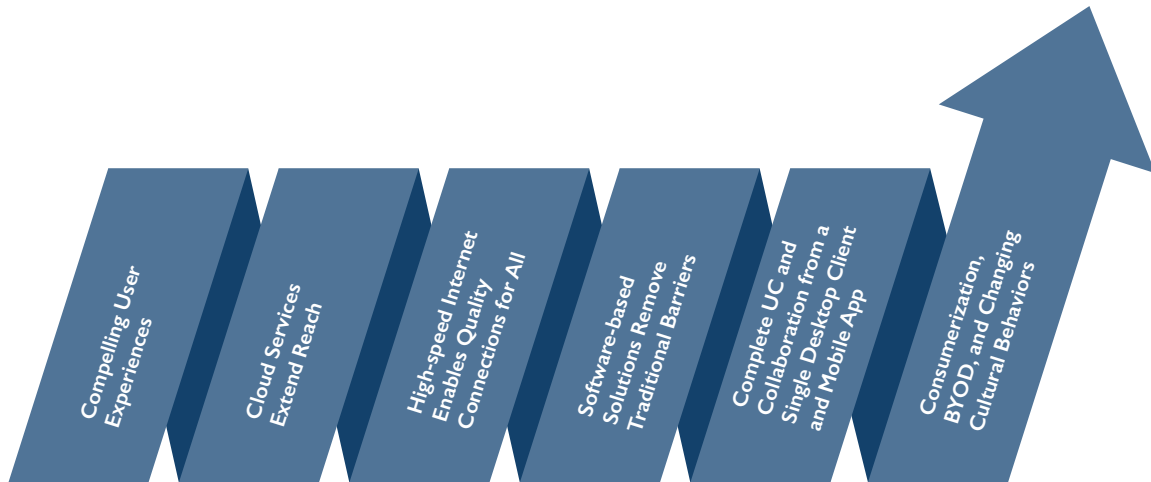 Compelling User
Experiences
Cloud Services
Extend Reach
High-speed Internet
Enables Quality
Connections for All
Software-based
Solutions Remove
Traditional Barriers
Complete UC and
Collaboration from a
Single Desktop Client
and Mobile App
Consumerization,
BYOD, and Changing
Cultural Behaviors